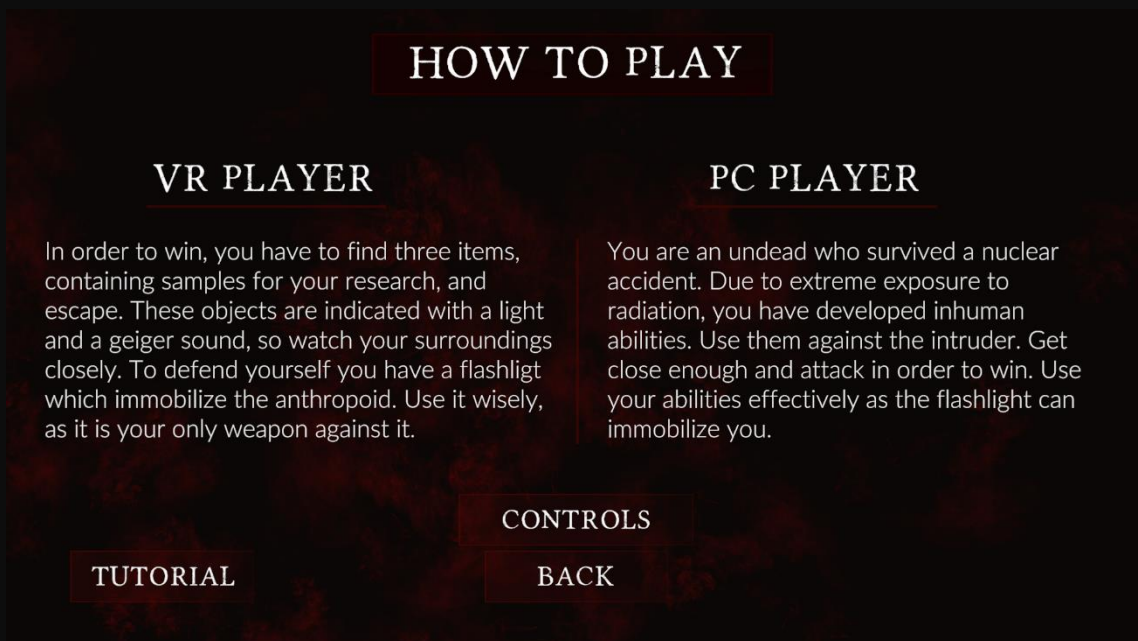 HOW TO PLAY
VR PLAYER
In order to win, you have to find three items,
containing samples for your research, and
escape. These objects are indicated with a light
and a geiger sound, so watch your surroundings
closely. To defend yourself you have a flashligt
which immobilize the anthropoid. Use it wisely,
as it is your only weapon against it.
PC PLAYER
You are an undead who survived a nuclear
accident. Due to extreme exposure to
radiation, you have developed inhuman
abilities. Use them against the intruder. Get
close enough and attack in order to win. Use
your abilities effectively as the flashlight can
immobilize you.
CONTROLS
TUTORIAL
BACK